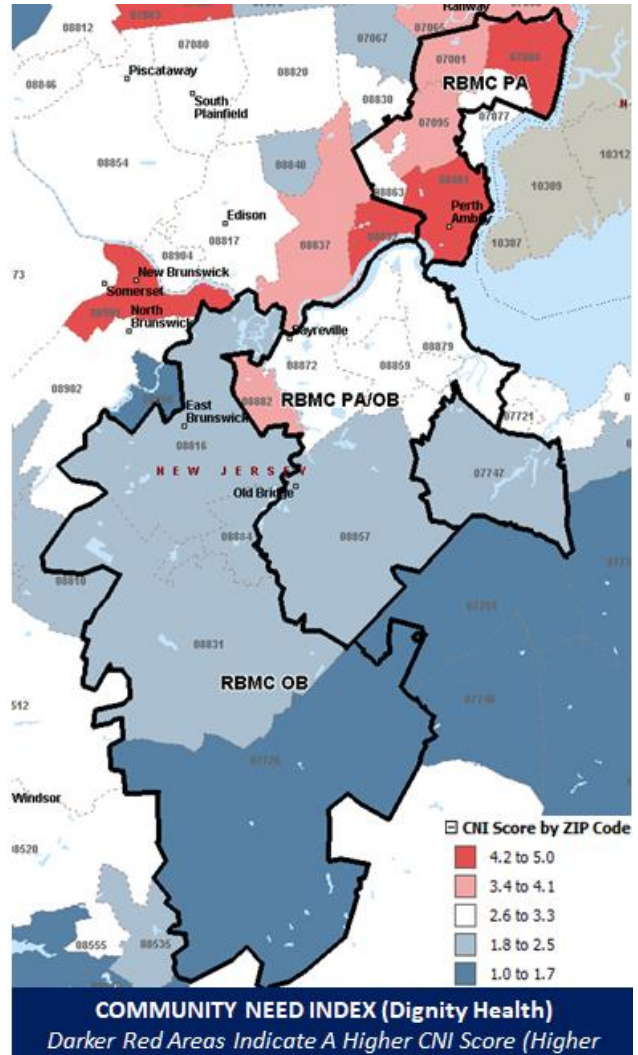 Rahway
08812
07080
07067
07065
07001
RBMC PA
Piscataway
08846
08820
South
Plainfield
08830
07095
07077
N
10312
08854
08840
08863
10309
Perth
Amboy
Edison
08817
08837
10307
08904
73
New Brunswick
Somerset
North
Brunswick
Sayreville
08902
08872
08859
08879
08882
RBMC PA/OB
07721
East
Brunswick
08816
NEW JERSEY
07747
Old Bridge
08884
08857
08810
08831
RBMC OB
512
Windsor
08520
08555
08535
CNI Score by ZIP Code
4.2 to 5.0
3.4 to 4.1
2.6 to 3.3
1.8 to 2.5
1.0 to 1.7
COMMUNITY NEED INDEX (Dignity Health)
Darker Red Areas Indicate A Higher CNI Score (Higher